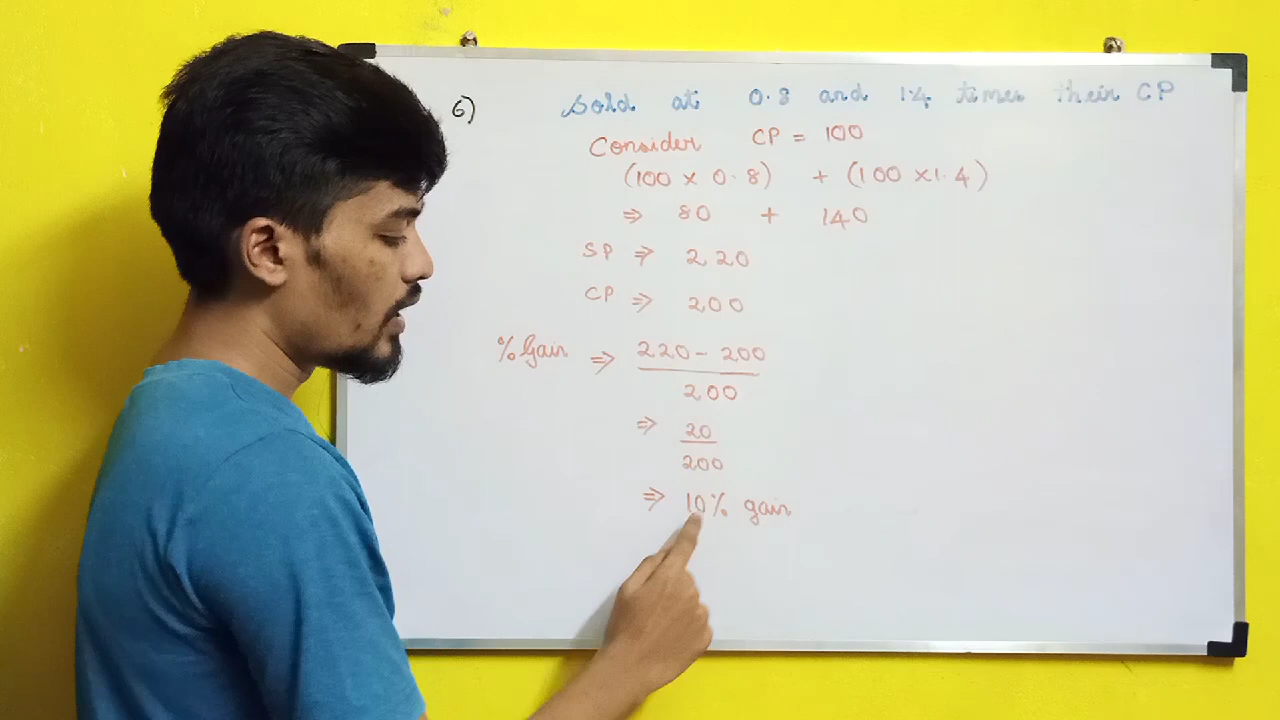 6) Sold at 0.8 and 1.4 times their CP
Consider CP = 100
(100 × 0.8) + (100 × 1.4)
⇒ 80 + 140
SP ⇒ 220
CP ⇒ 200
% Gain ⇒ 220 - 200
200
⇒ 20
200
⇒ 10% gain